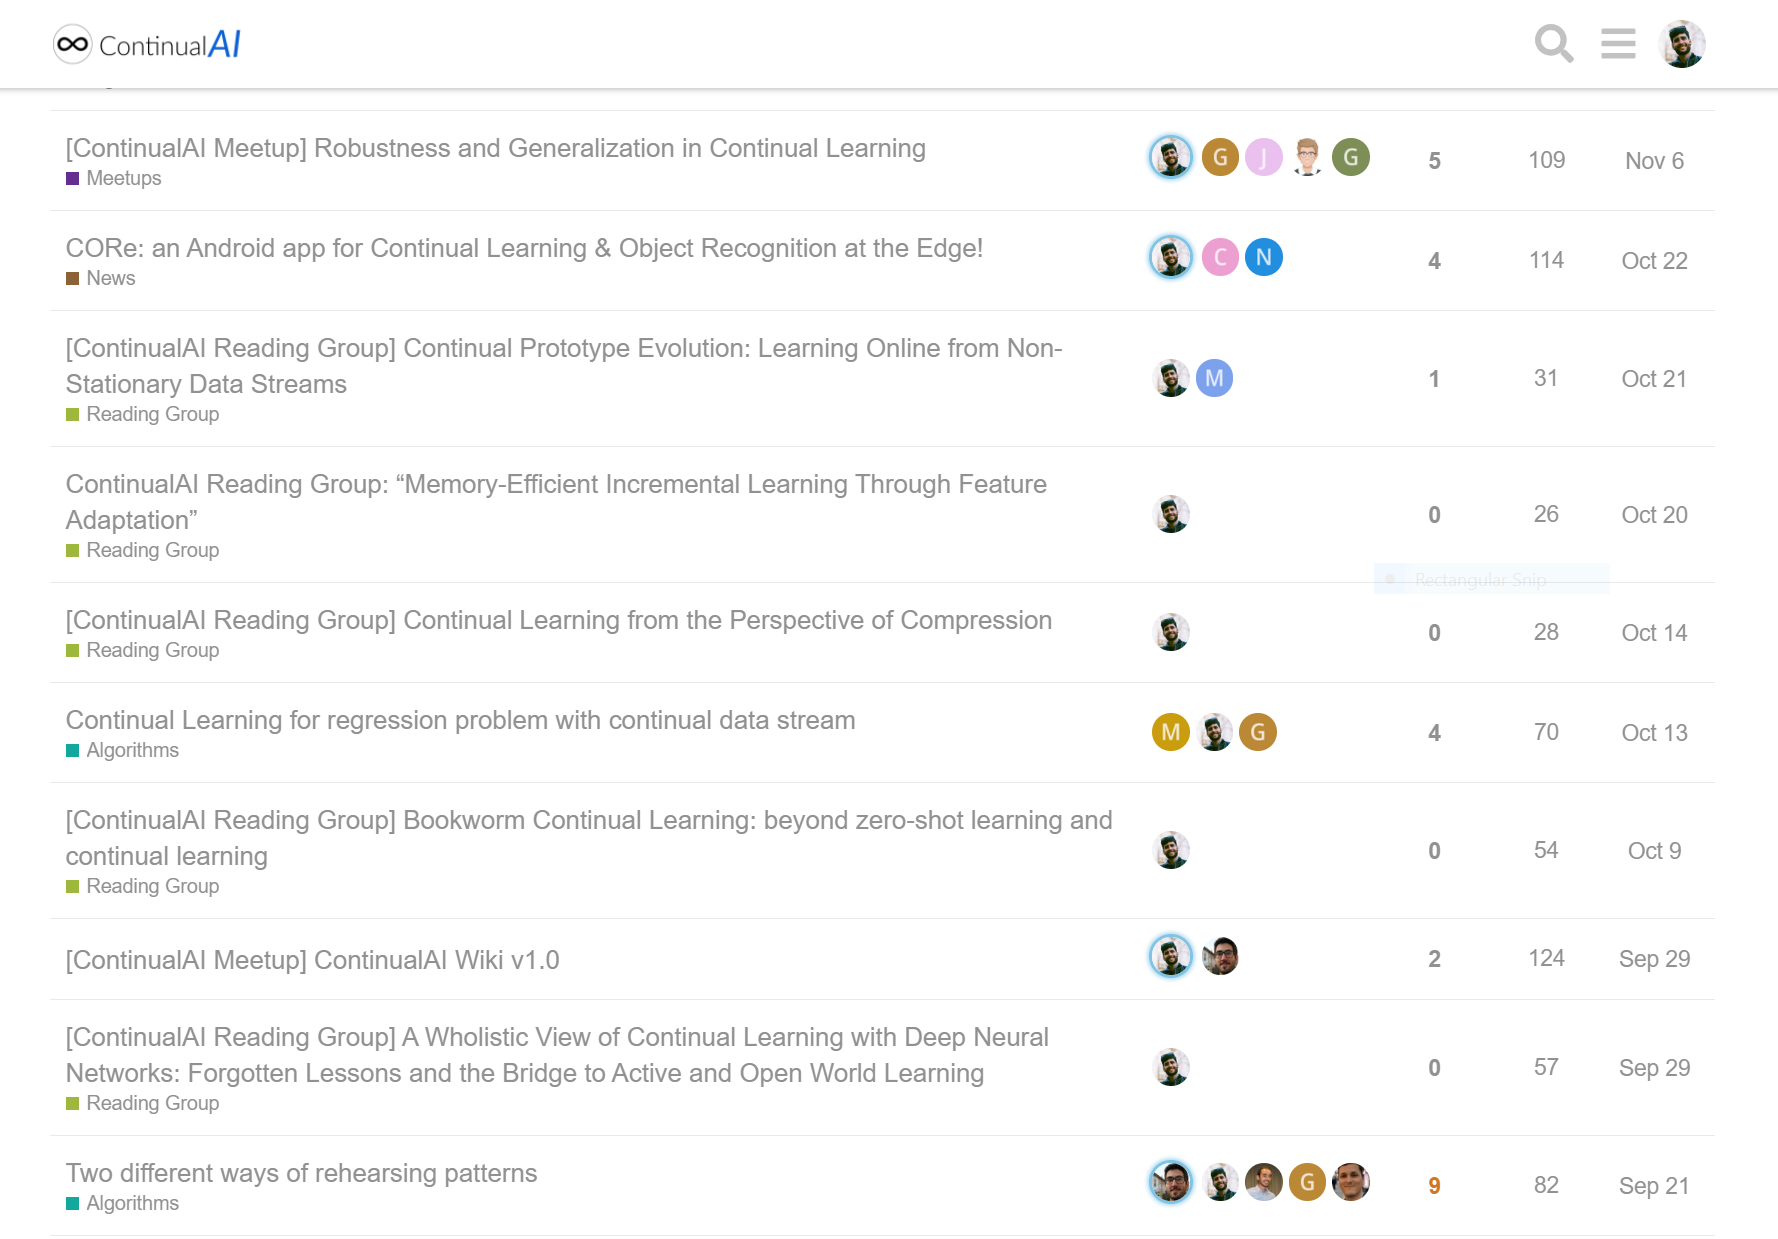 ContinualAI
[ContinualAI Meetup] Robustness and Generalization in Continual Learning
Meetups
G J G
5 109 Nov 6
CORe: an Android app for Continual Learning & Object Recognition at the Edge!
News
C N
4 114 Oct 22
[ContinualAI Reading Group] Continual Prototype Evolution: Learning Online from Non-
Stationary Data Streams
Reading Group
M
1 31 Oct 21
ContinualAI Reading Group: “Memory-Efficient Incremental Learning Through Feature
Adaptation”
Reading Group
0 26 Oct 20
Rectangular Snip
[ContinualAI Reading Group] Continual Learning from the Perspective of Compression
Reading Group
0 28 Oct 14
Continual Learning for regression problem with continual data stream
Algorithms
M G
4 70 Oct 13
[ContinualAI Reading Group] Bookworm Continual Learning: beyond zero-shot learning and
continual learning
Reading Group
0 54 Oct 9
[ContinualAI Meetup] ContinualAI Wiki v1.0
2 124 Sep 29
[ContinualAI Reading Group] A Wholistic View of Continual Learning with Deep Neural
Networks: Forgotten Lessons and the Bridge to Active and Open World Learning
Reading Group
0 57 Sep 29
Two different ways of rehearsing patterns
Algorithms
G
9 82 Sep 21